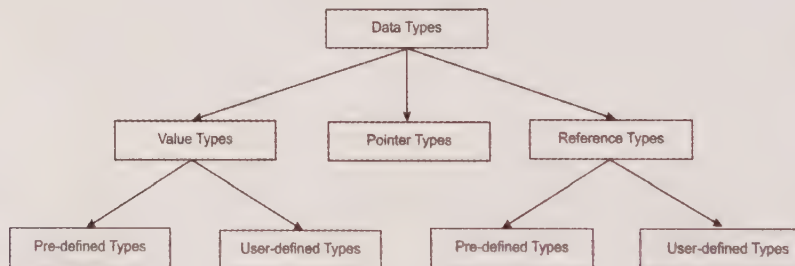 Data Types
Value Types
Pointer Types
Reference Types
Pre-defined Types
User-defined Types
Pre-defined Types
User-defined Types